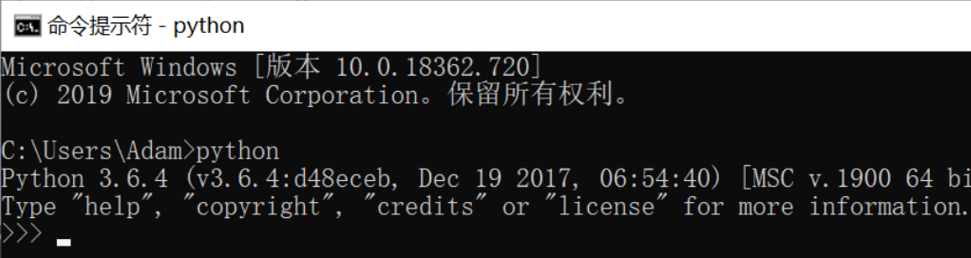 命令提示符 - python
Microsoft Windows [版本 10.0.18362.720]
(c) 2019 Microsoft Corporation。保留所有权利。
C:\Users\Adam>python
Python 3.6.4 (v3.6.4:d48eceb, Dec 19 2017, 06:54:40) [MSC v.1900 64 bi
Type "help", "copyright", "credits" or "license" for more information.
>>>